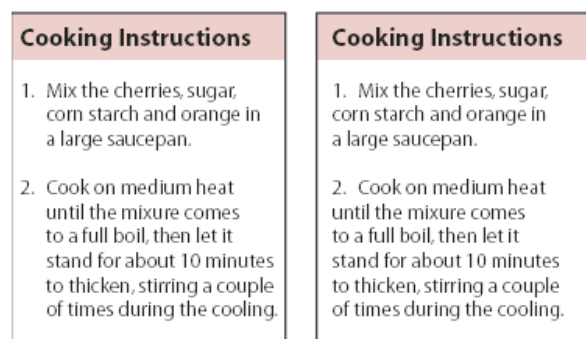 Cooking Instructions
1. Mix the cherries, sugar,
corn starch and orange in
a large saucepan.
2. Cook on medium heat
until the mixure comes
to a full boil, then let it
stand for about 10 minutes
to thicken, stirring a couple
of times during the cooling.
Cooking Instructions
1. Mix the cherries, sugar,
corn starch and orange in
a large saucepan.
2. Cook on medium heat
until the mixure comes
to a full boil, then let it
stand for about 10 minutes
to thicken, stirring a couple
of times during the cooling.